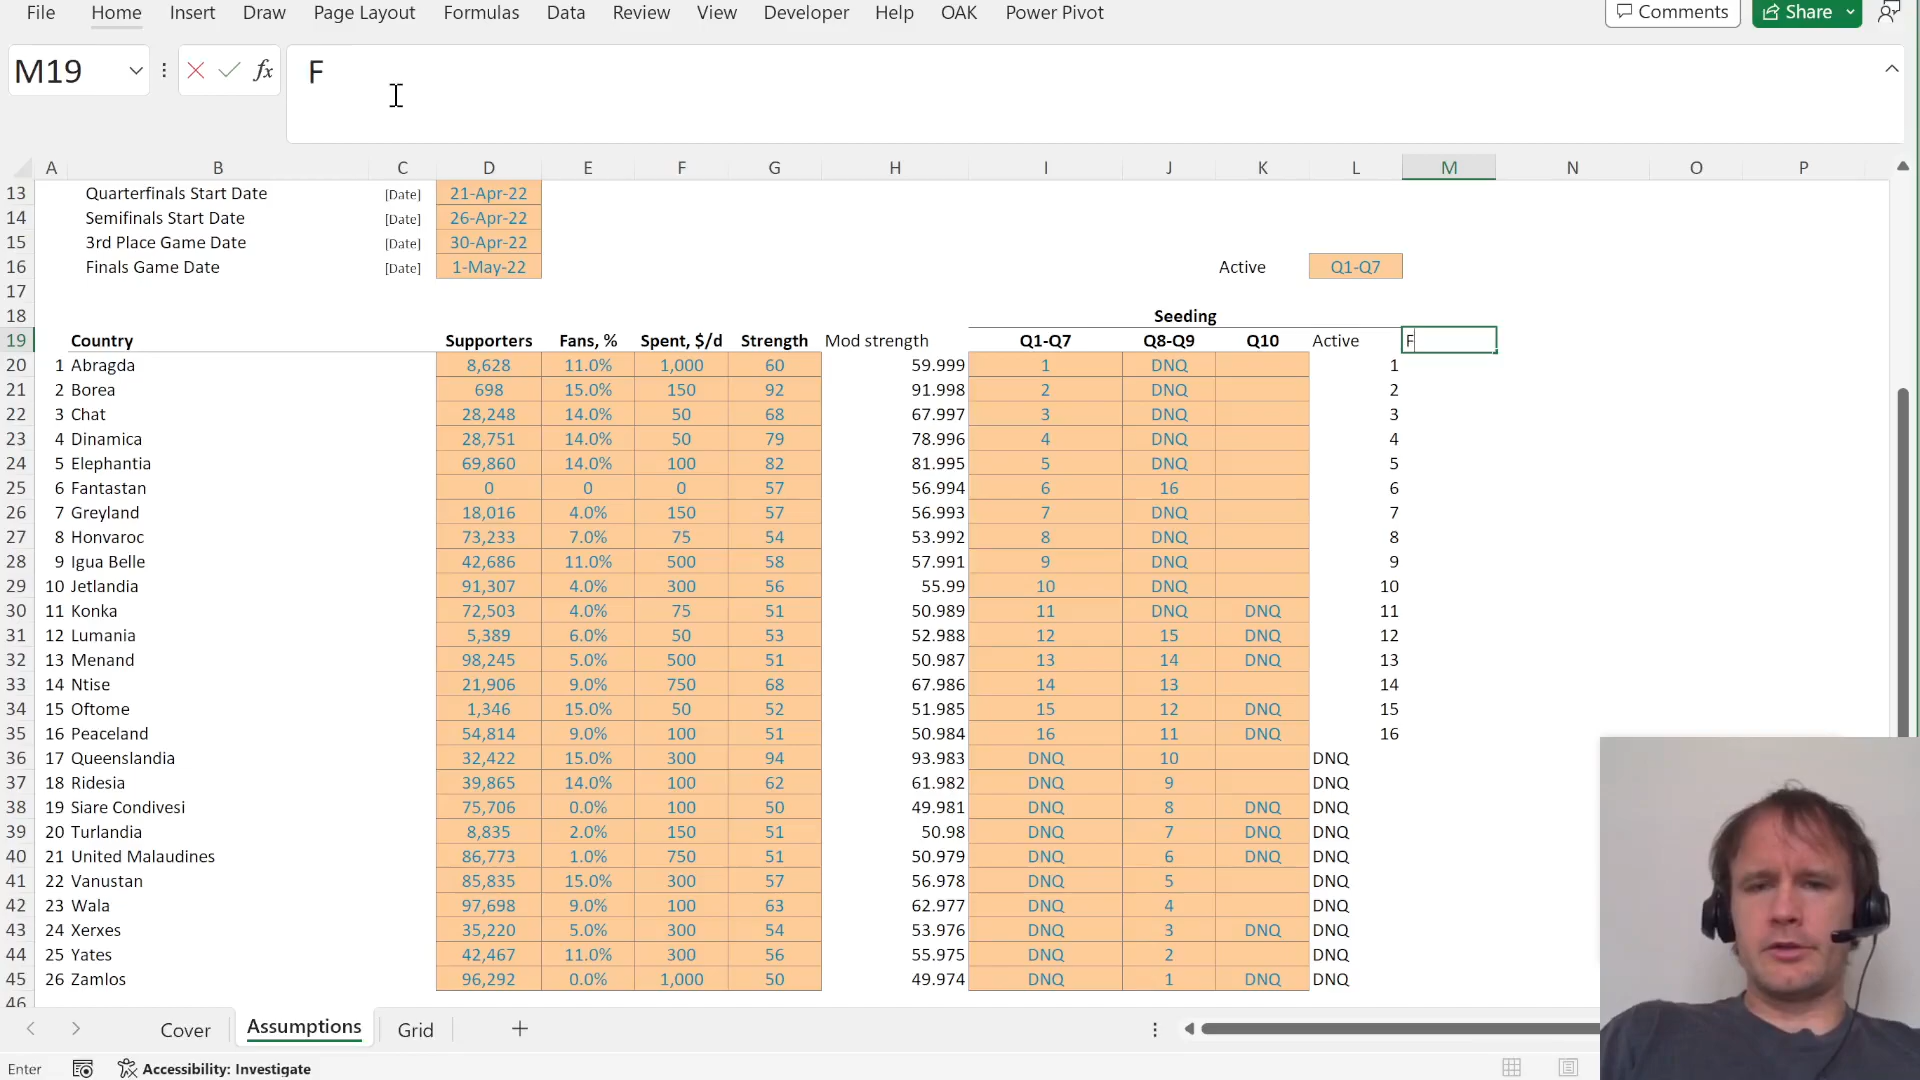 File Home Insert Draw Page Layout Formulas Data Review View Developer Help OAK Power Pivot Comments Share
M19 fx F
A B C D E F G H I J K L M N O P
13 Quarterfinals Start Date [Date] 21-Apr-22
14 Semifinals Start Date [Date] 26-Apr-22
15 3rd Place Game Date [Date] 30-Apr-22
16 Finals Game Date [Date] 1-May-22 Active Q1-Q7
17
18 Seeding
19 Country Supporters Fans, % Spent, $/d Strength Mod strength Q1-Q7 Q8-Q9 Q10 Active F
20 1 Abragda 8,628 11.0% 1,000 60 59.999 1 DNQ 1
21 2 Borea 698 15.0% 150 92 91.998 2 DNQ 2
22 3 Chat 28,248 14.0% 50 68 67.997 3 DNQ 3
23 4 Dinamica 28,751 14.0% 50 79 78.996 4 DNQ 4
24 5 Elephantia 69,860 14.0% 100 82 81.995 5 DNQ 5
25 6 Fantastan 0 0 0 57 56.994 6 16 6
26 7 Greyland 18,016 4.0% 150 57 56.993 7 DNQ 7
27 8 Honvaroc 73,233 7.0% 75 54 53.992 8 DNQ 8
28 9 Igua Belle 42,686 11.0% 500 58 57.991 9 DNQ 9
29 10 Jetlandia 91,307 4.0% 300 56 55.99 10 DNQ 10
30 11 Konka 72,503 4.0% 75 51 50.989 11 DNQ DNQ 11
31 12 Lumania 5,389 6.0% 50 53 52.988 12 15 DNQ 12
32 13 Menand 98,245 5.0% 500 51 50.987 13 14 DNQ 13
33 14 Ntise 21,906 9.0% 750 68 67.986 14 13 14
34 15 Oftome 1,346 15.0% 50 52 51.985 15 12 DNQ 15
35 16 Peaceland 54,814 9.0% 100 51 50.984 16 11 DNQ 16
36 17 Queenslandia 32,422 15.0% 300 94 93.983 DNQ 10 DNQ
37 18 Ridesia 39,865 14.0% 100 62 61.982 DNQ 9 DNQ
38 19 Siare Condivesi 75,706 0.0% 100 50 49.981 DNQ 8 DNQ DNQ
39 20 Turlandia 8,835 2.0% 150 51 50.98 DNQ 7 DNQ DNQ
40 21 United Malaudines 86,773 1.0% 750 51 50.979 DNQ 6 DNQ DNQ
41 22 Vanustan 85,835 15.0% 300 57 56.978 DNQ 5 DNQ
42 23 Wala 97,698 9.0% 100 63 62.977 DNQ 4 DNQ
43 24 Xerxes 35,220 5.0% 300 54 53.976 DNQ 3 DNQ DNQ
44 25 Yates 42,467 11.0% 300 56 55.975 DNQ 2 DNQ
45 26 Zamlos 96,292 0.0% 1,000 50 49.974 DNQ 1 DNQ DNQ
46
Cover Assumptions Grid
Enter Accessibility: Investigate